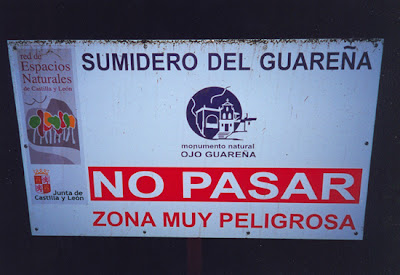 red de
Espacios
Naturales
de Castilla y León
SUMIDERO DEL GUAREÑA
monumento natural
OJO GUAREÑA
Junta de
Castilla y León
NO PASAR
ZONA MUY PELIGROSA